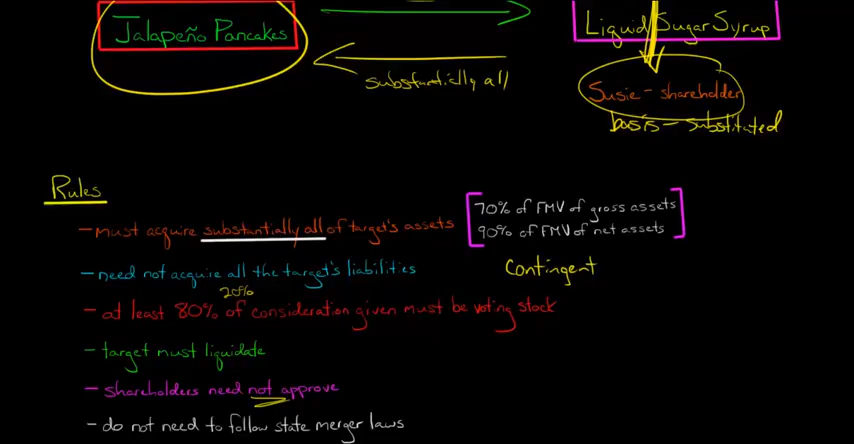 Jalapeño Pancakes
Liquid Sugar Syrup
substantially all
Susie - shareholder
basis - substituted
Rules
- Must acquire substantially all of target's assets
70% of FMV of gross assets
90% of FMV of net assets
- need not acquire all the target's liabilities
Contingent
20%
- at least 80% of consideration given must be voting stock
- target must liquidate
- shareholders need not approve
- do not need to follow state merger laws